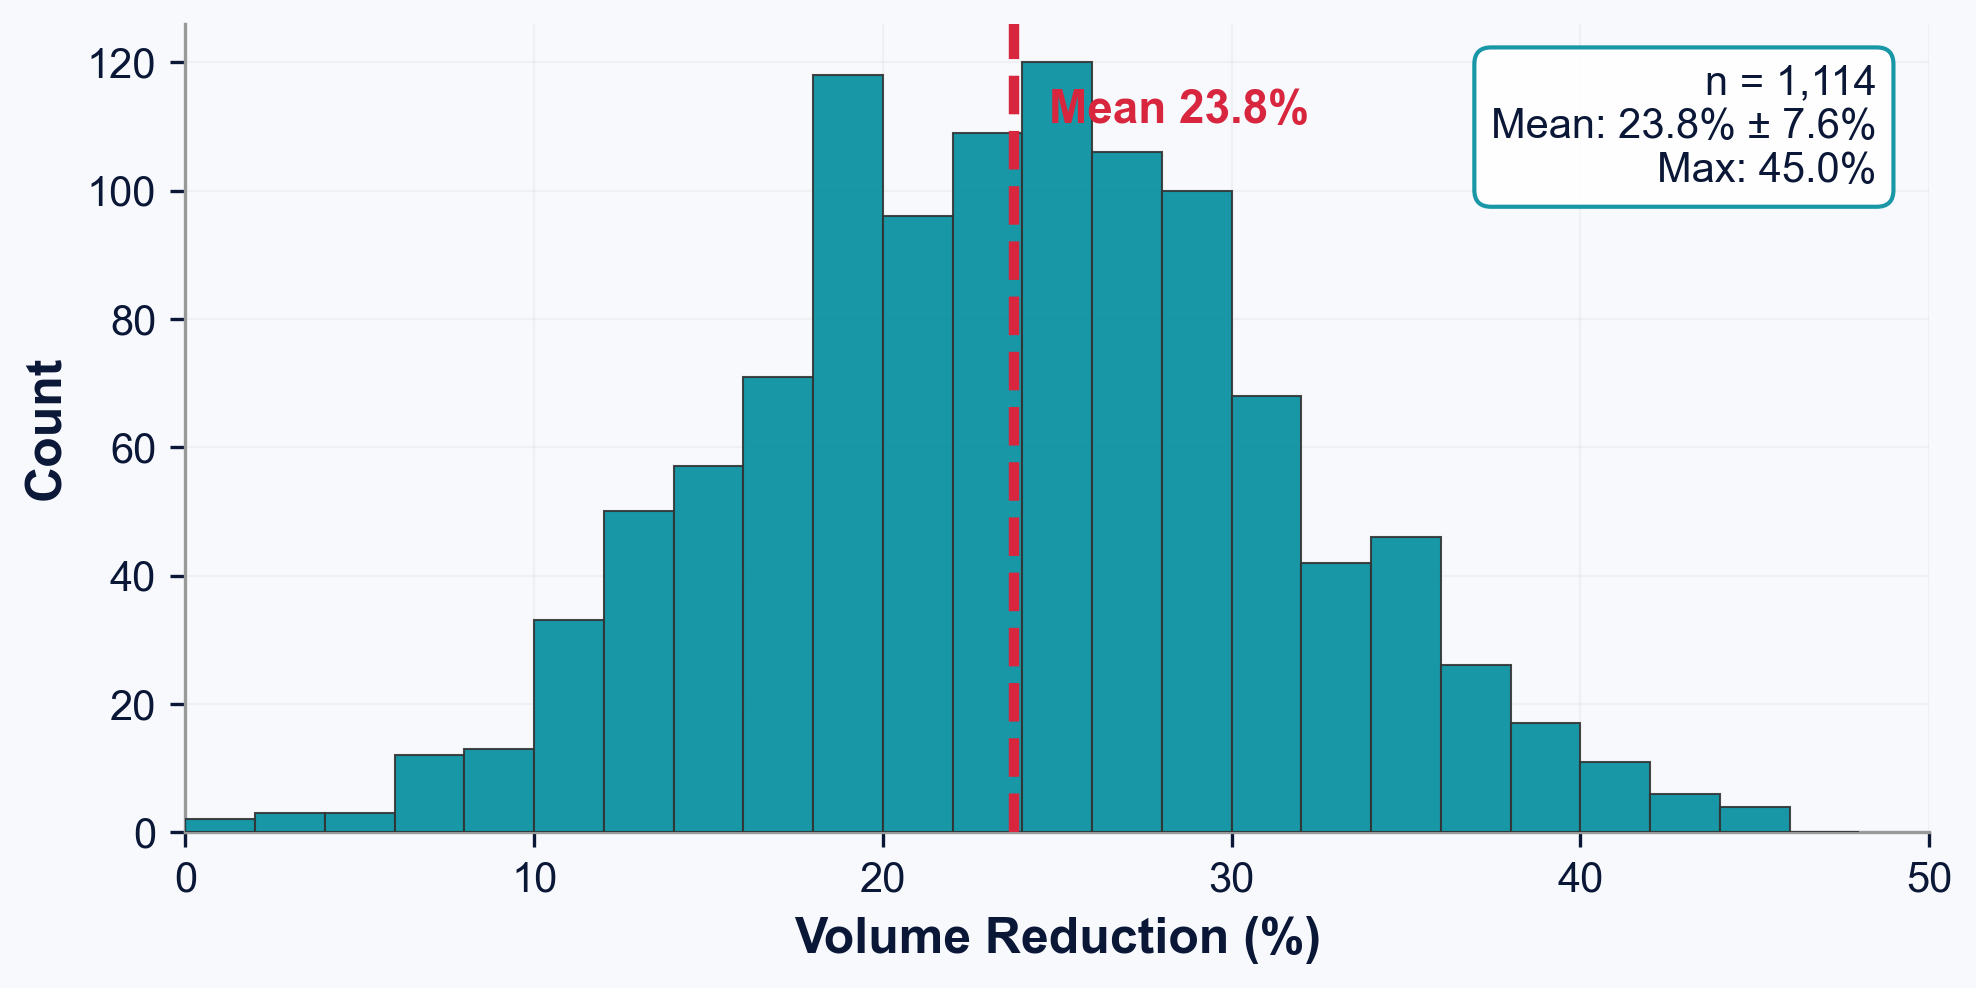 120
100
80
60
40
20
0
Count
Mean 23.8%
n = 1,114
Mean: 23.8% ± 7.6%
Max: 45.0%
0 10 20 30 40 50
Volume Reduction (%)